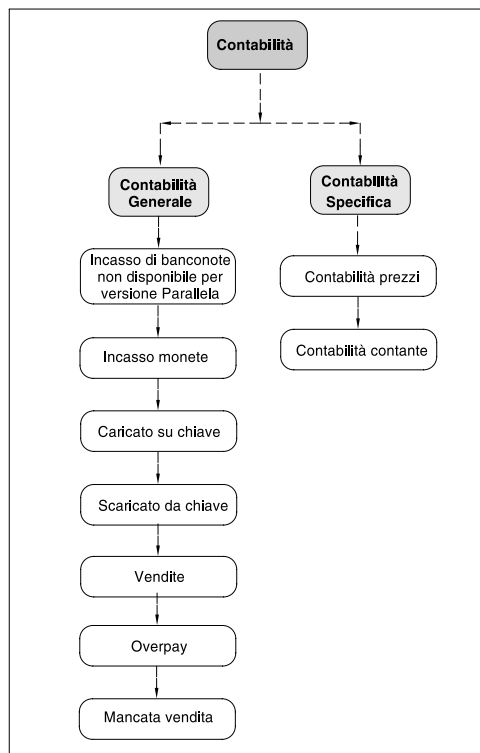 Contabilità
Contabilità
Generale
Incasso di banconote
non disponibile per
versione Parallela
Incasso monete
Caricato su chiave
Scaricato da chiave
Vendite
Overpay
Mancata vendita
Contabilità
Specifica
Contabilità prezzi
Contabilità contante